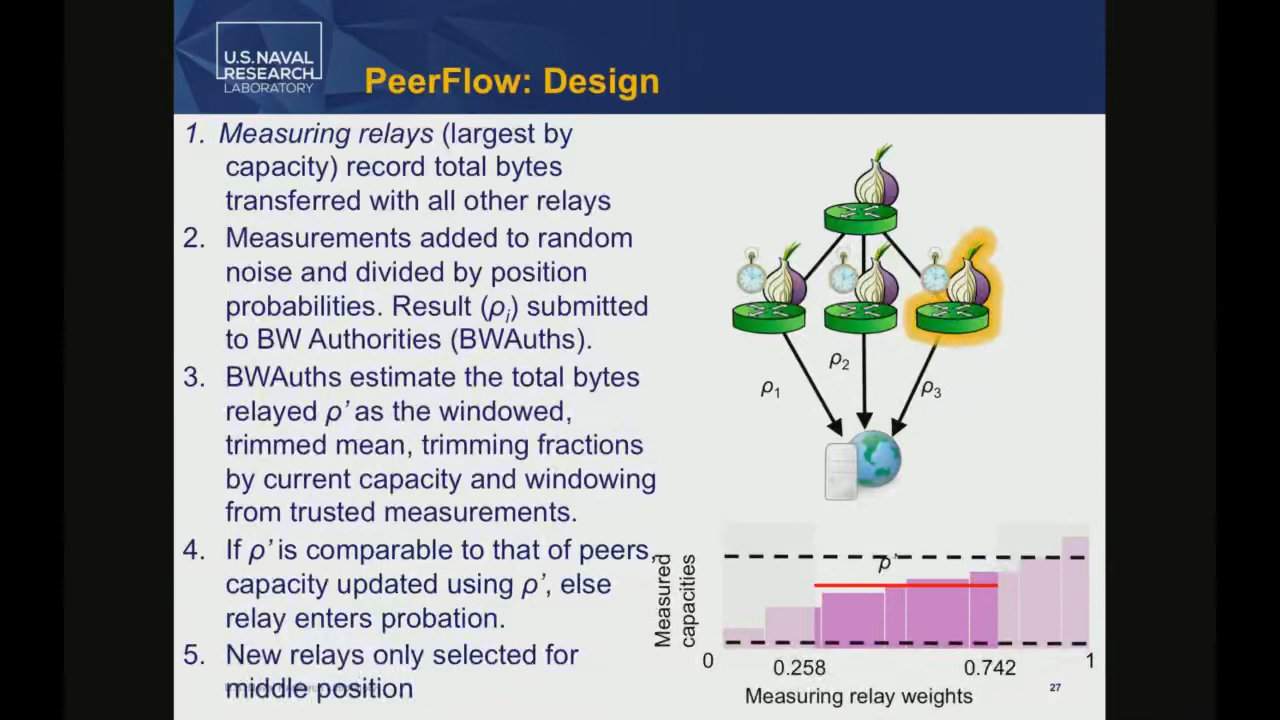 U.S. NAVAL
RESEARCH
LABORATORY
PeerFlow: Design
1. Measuring relays (largest by
capacity) record total bytes
transferred with all other relays
2. Measurements added to random
noise and divided by position
probabilities. Result (ρi) submitted
to BW Authorities (BWAuths).
3. BWAuths estimate the total bytes
relayed ρ’ as the windowed,
trimmed mean, trimming fractions
by current capacity and windowing
from trusted measurements.
4. If ρ’ is comparable to that of peers,
capacity updated using ρ’, else
relay enters probation.
5. New relays only selected for
middle position
ρ1
ρ2
ρ3
Measured
capacities
ρ’
0
0.258
0.742
1
Measuring relay weights
27